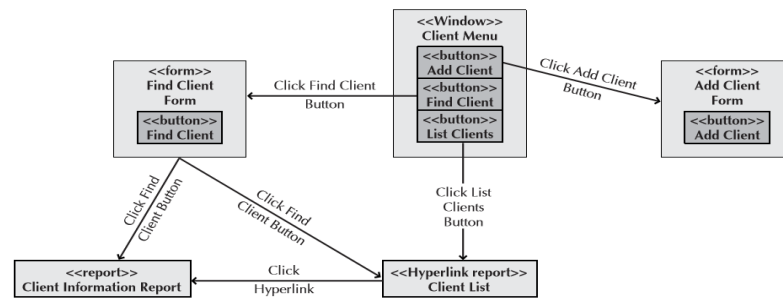 <<Window>>
Client Menu
<<button>>
Add Client
<<button>>
Find Client
<<button>>
List Clients
<<form>>
Find Client
Form
<<button>>
Find Client
Click Find Client
Button
Click Add Client
Button
<<form>>
Add Client
Form
<<button>>
Add Client
Click Find
Client Button
Click Find
Client Button
Click List
Clients
Button
<<report>>
Client Information Report
Click
Hyperlink
<<Hyperlink report>>
Client List